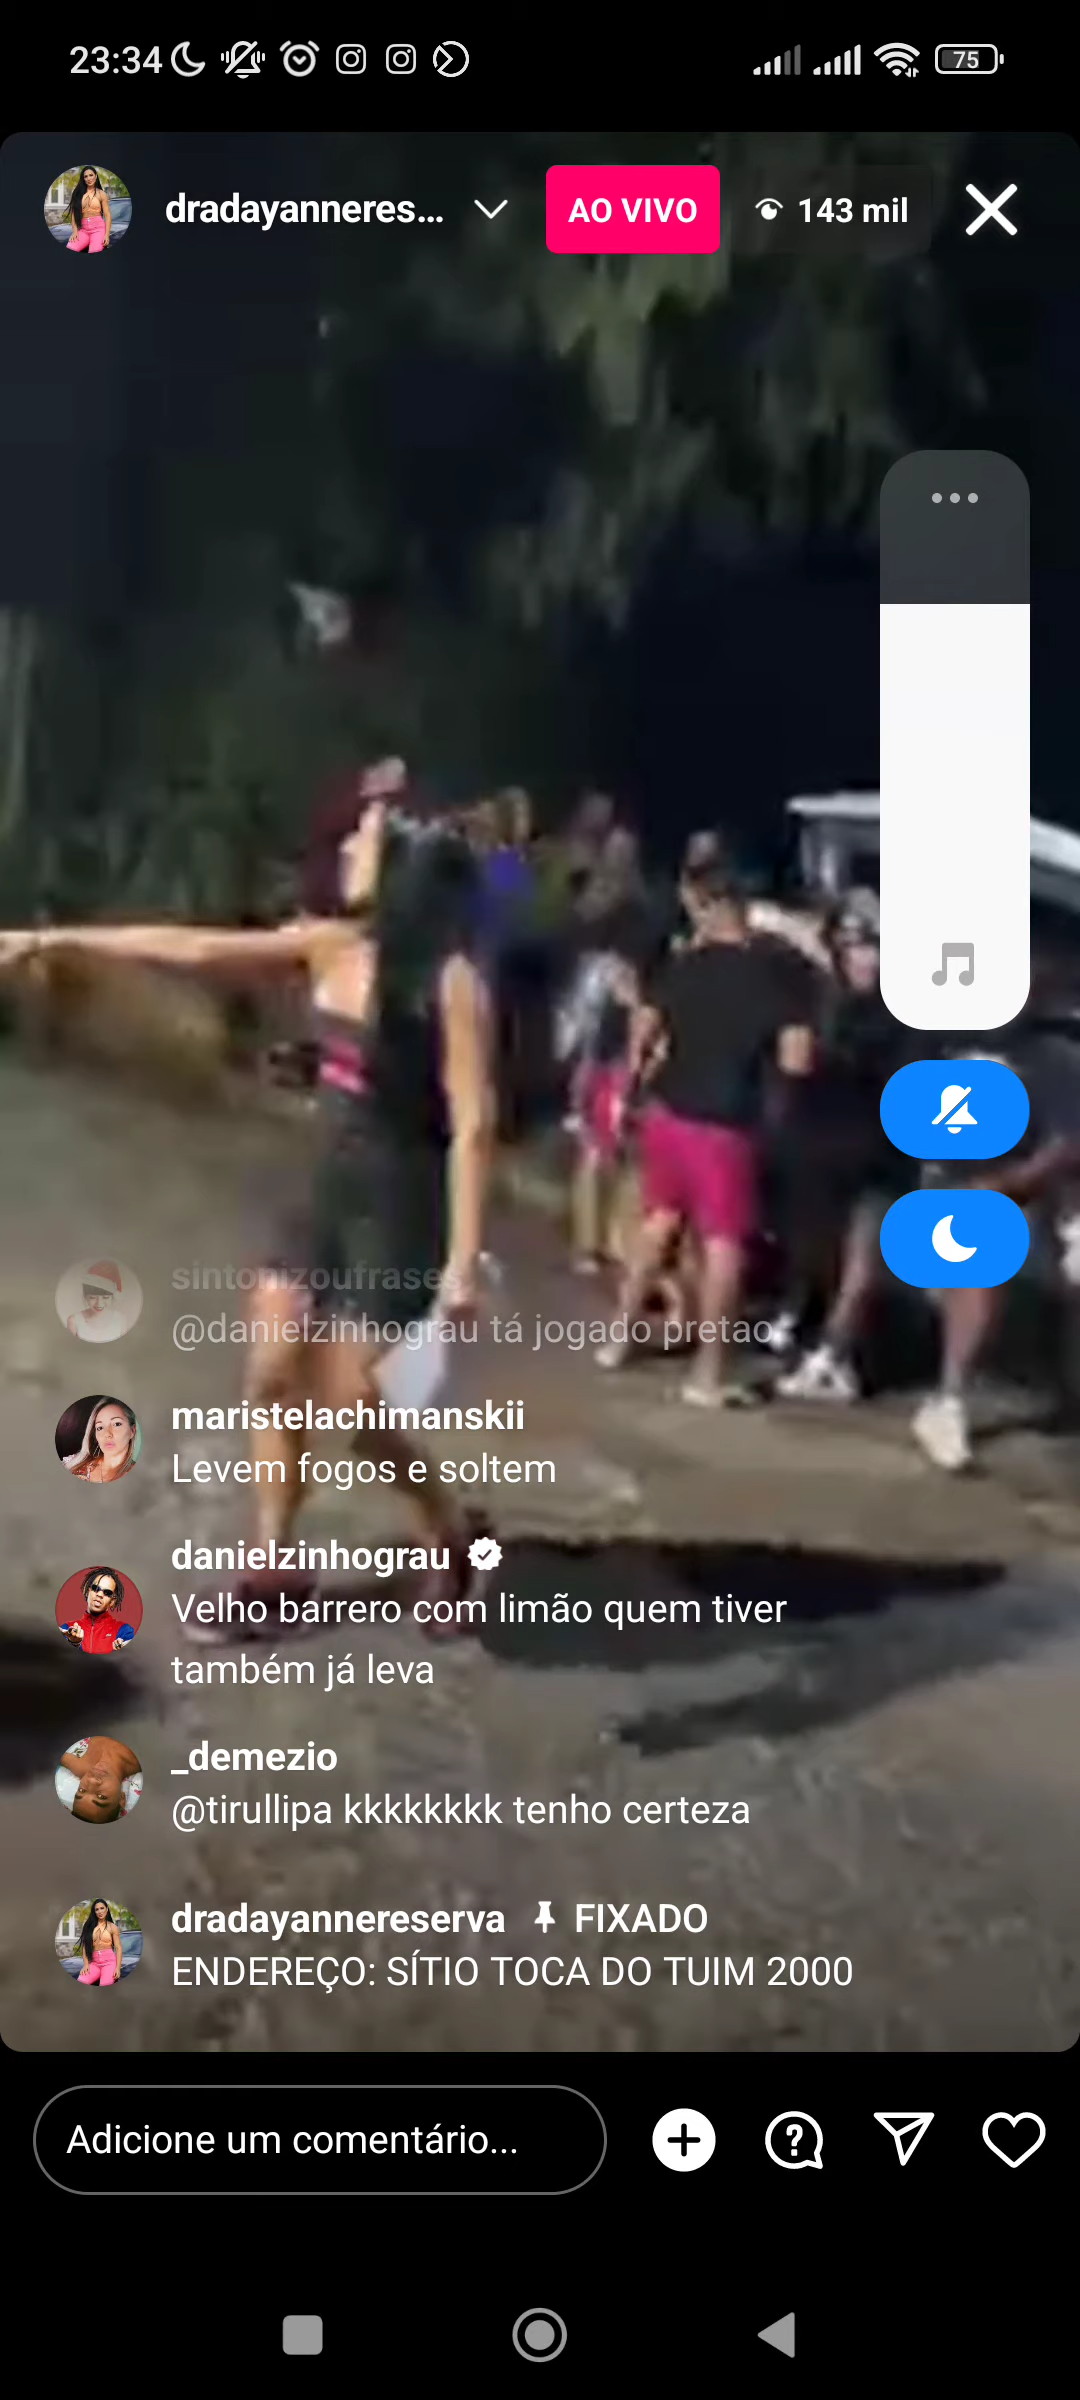 23:34
75
dradayanneres...
AO VIVO
143 mil
sintonizoufrases
@danielzinhograu tá jogado pretao
maristelachimanskii
Levem fogos e soltem
danielzinhograu
Velho barrero com limão quem tiver
também já leva
_demezio
@tirullipa kkkkkkkk tenho certeza
dradayannereserva FIXADO
ENDEREÇO: SÍTIO TOCA DO TUIM 2000
Adicione um comentário...